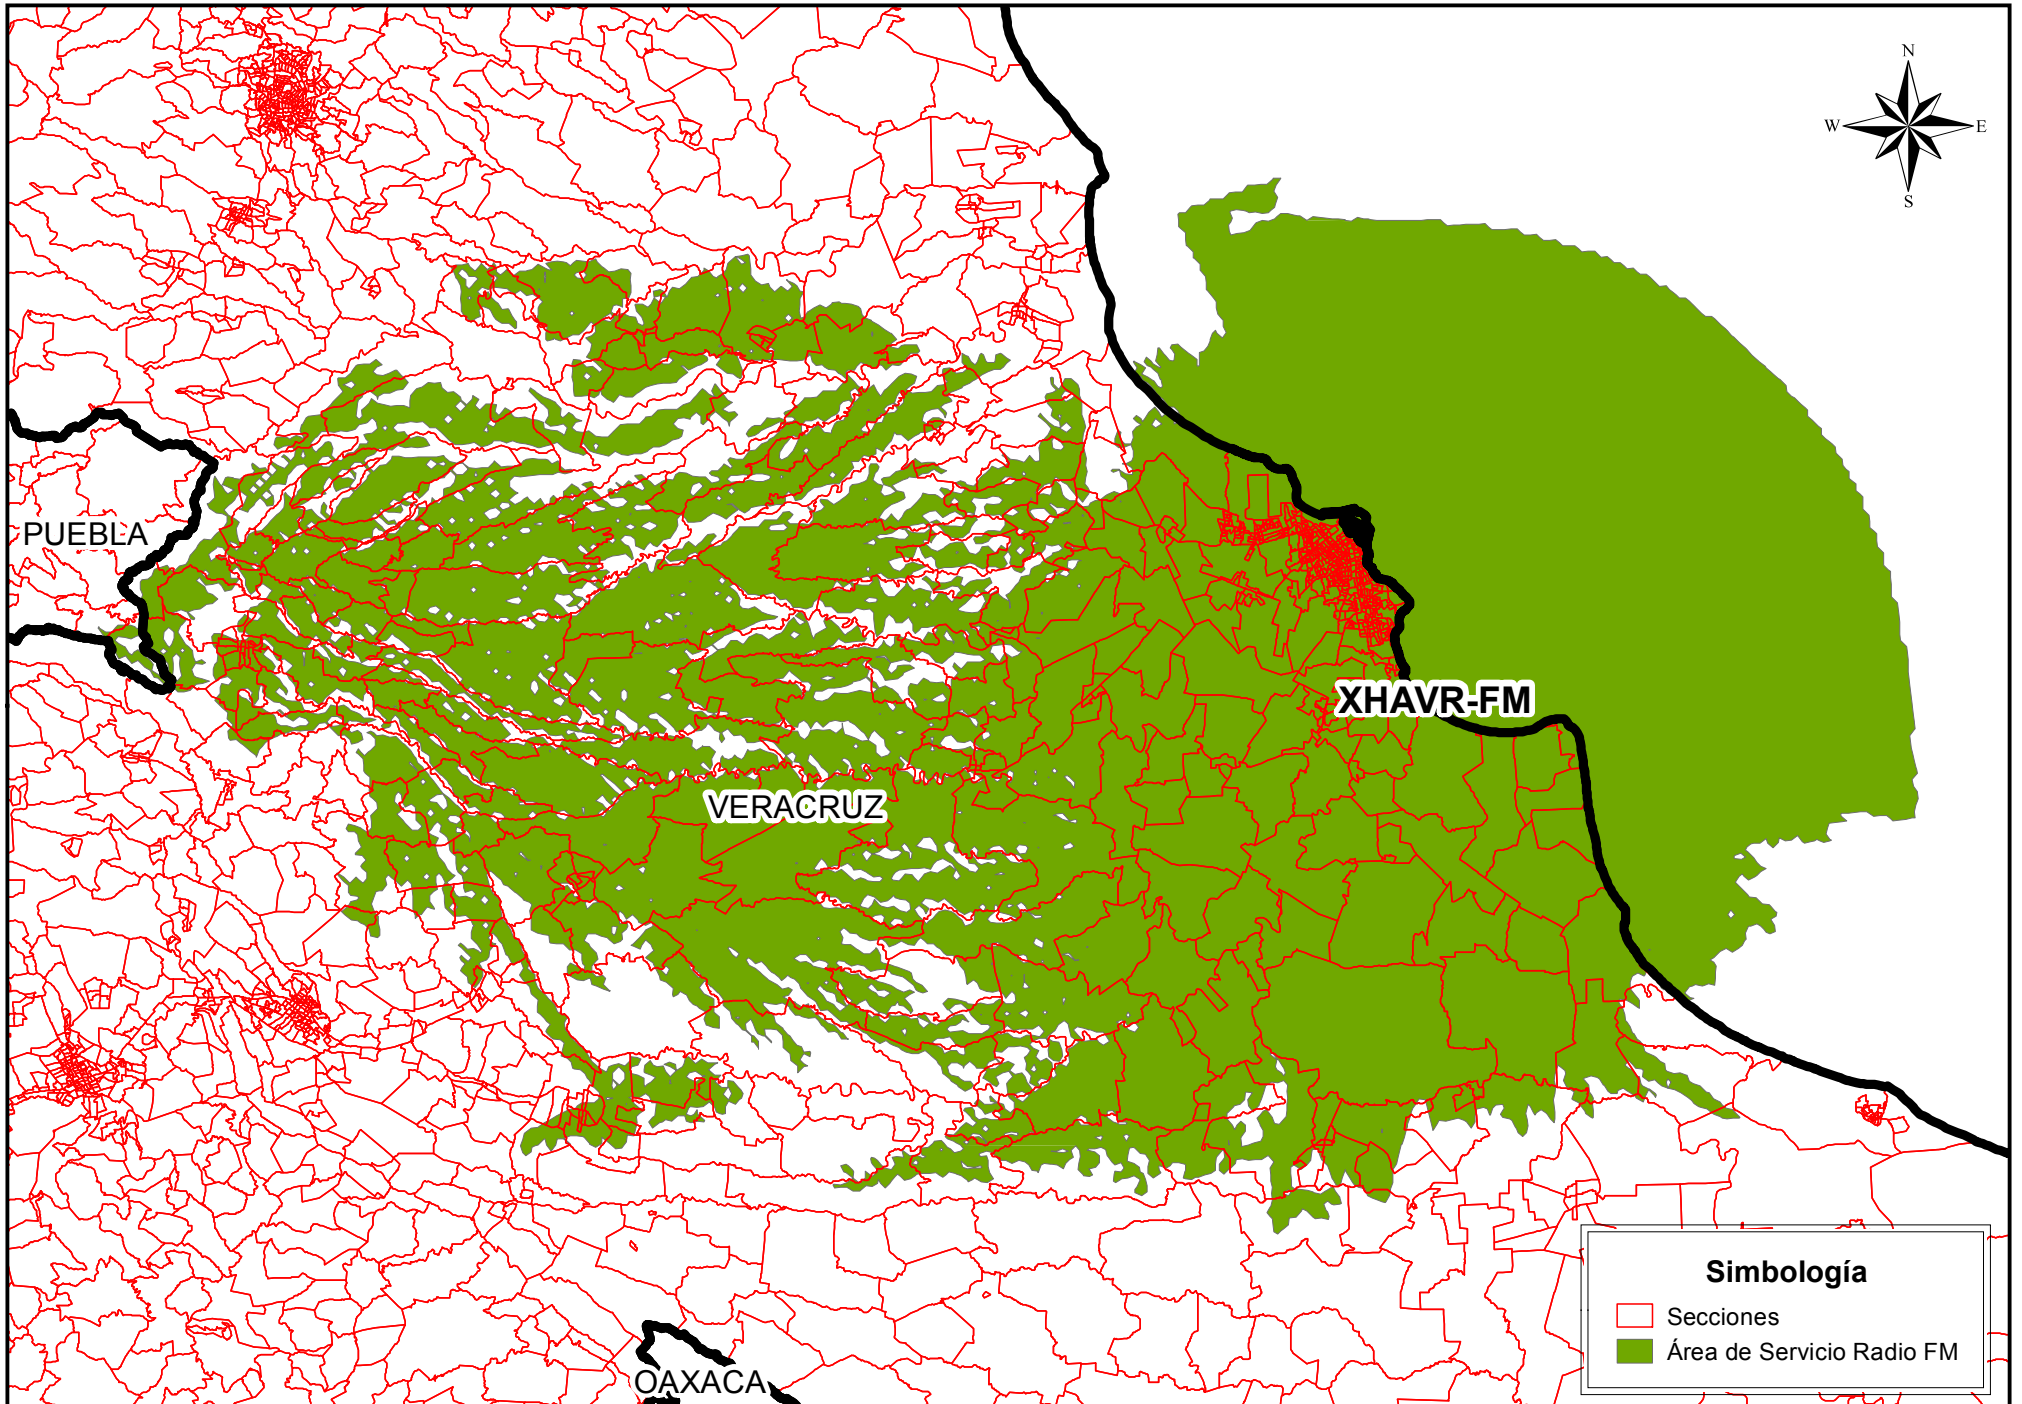 N
W E
S
PUEBLA
XHAVR-FM
VERACRUZ
OAXACA
Simbología
Secciones
Área de Servicio Radio FM